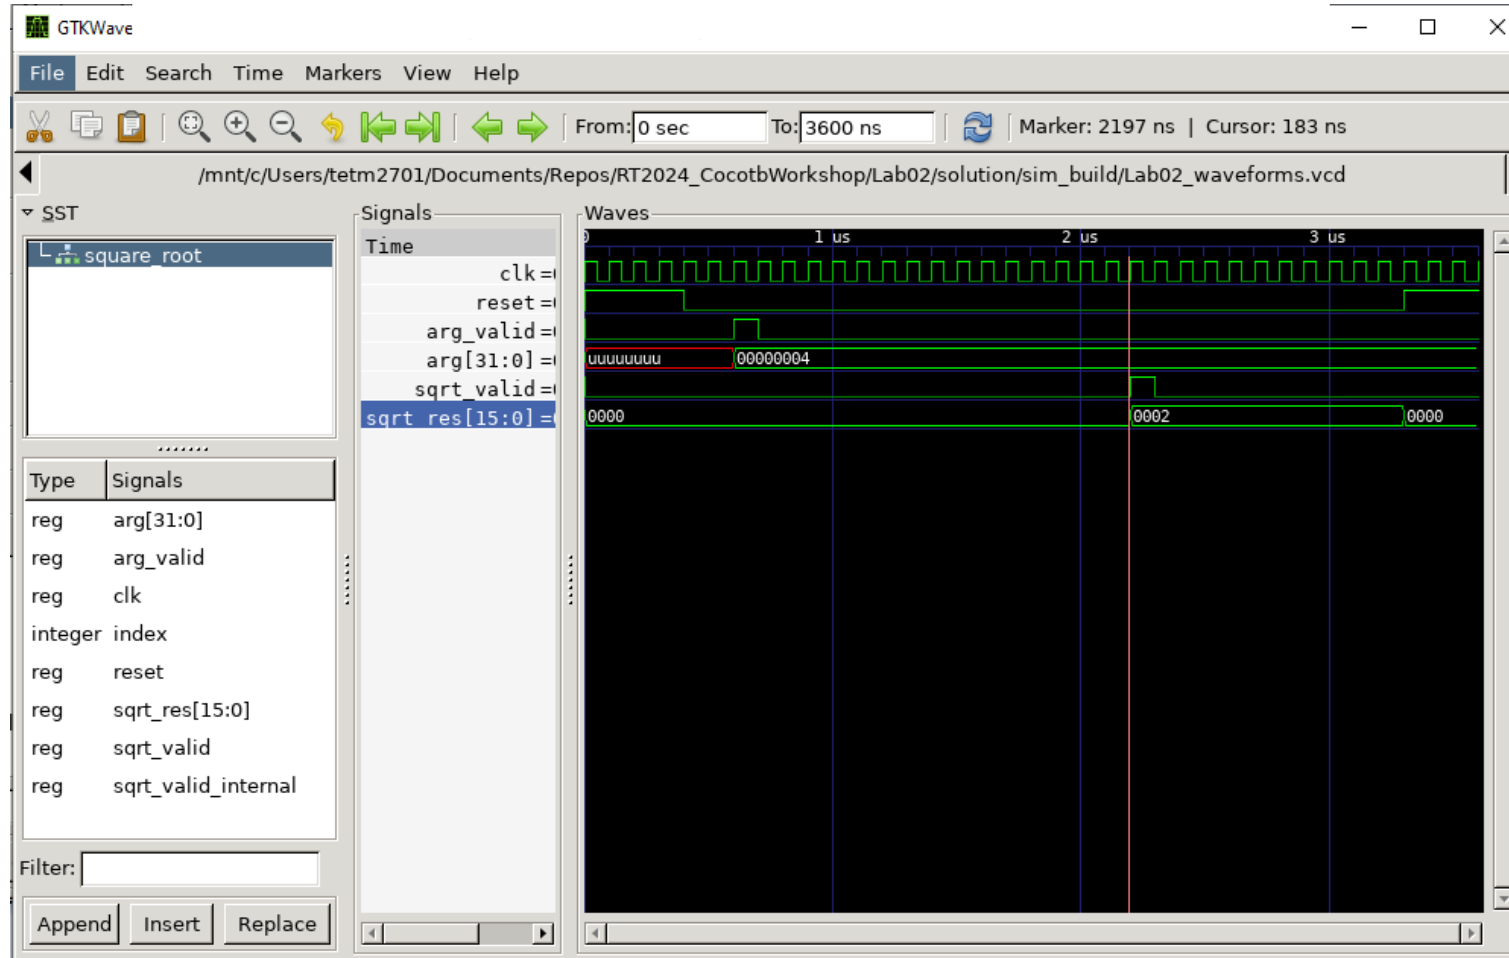 GTKWave
File Edit Search Time Markers View Help
From: 0 sec To: 3600 ns Marker: 2197 ns | Cursor: 183 ns
/mnt/c/Users/tetm2701/Documents/Repos/RT2024_CocotbWorkshop/Lab02/solution/sim_build/Lab02_waveforms.vcd
SST
square_root
Type Signals
reg arg[31:0]
reg arg_valid
reg clk
integer index
reg reset
reg sqrt_res[15:0]
reg sqrt_valid
reg sqrt_valid_internal
Filter:
Append Insert Replace
Signals
Time
clk =
reset =
arg_valid =
arg[31:0] =
sqrt_valid =
sqrt_res[15:0] =
Waves
0 1 us 2 us 3 us
uuuuuuuu 00000004
0000 0002 0000